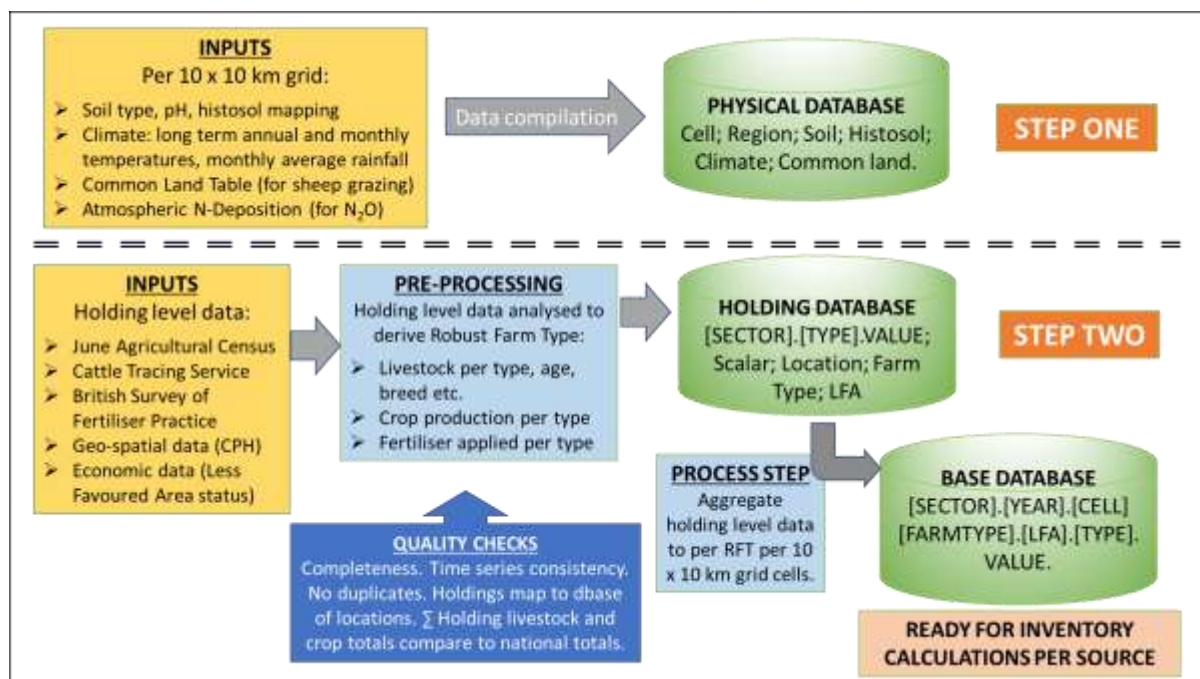 INPUTS
Per 10 x 10 km grid:
➢ Soil type, pH, histosol mapping
➢ Climate: long term annual and monthly
temperatures, monthly average rainfall
➢ Common Land Table (for sheep grazing)
➢ Atmospheric N-Deposition (for N₂O)
Data compilation
PHYSICAL DATABASE
Cell; Region; Soil; Histosol;
Climate; Common land.
STEP ONE
INPUTS
Holding level data:
➢ June Agricultural Census
➢ Cattle Tracing Service
➢ British Survey of
Fertiliser Practice
➢ Geo-spatial data (CPH)
➢ Economic data (Less
Favoured Area status)
PRE-PROCESSING
Holding level data analysed to
derive Robust Farm Type:
➢ Livestock per type, age,
breed etc.
➢ Crop production per type
➢ Fertiliser applied per type
HOLDING DATABASE
[SECTOR].[TYPE].VALUE;
Scalar; Location; Farm
Type; LFA
STEP TWO
QUALITY CHECKS
Completeness. Time series consistency.
No duplicates. Holdings map to dbase
of locations. ∑ Holding livestock and
crop totals compare to national totals.
PROCESS STEP
Aggregate
holding level data
to per RFT per 10
x 10 km grid cells.
BASE DATABASE
[SECTOR].[YEAR].[CELL]
[FARMTYPE].[LFA].[TYPE].
VALUE.
READY FOR INVENTORY
CALCULATIONS PER SOURCE